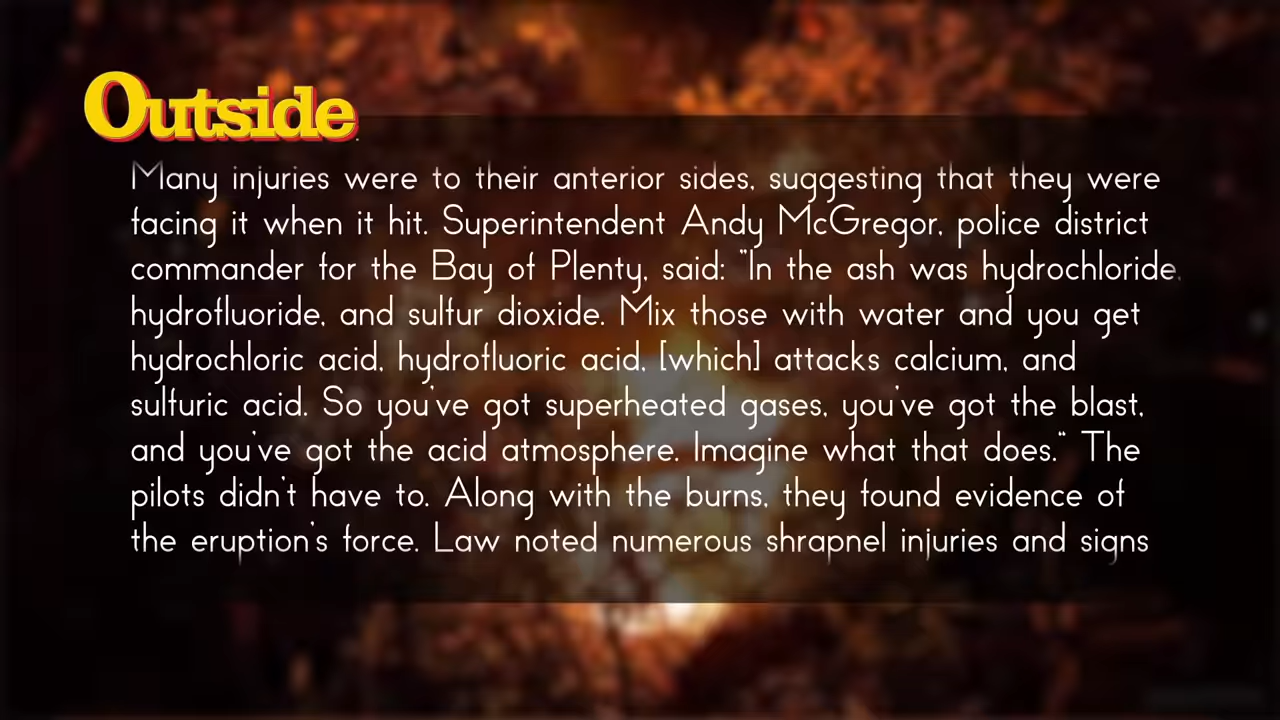 Outside
Many injuries were to their anterior sides, suggesting that they were
facing it when it hit. Superintendent Andy McGregor, police district
commander for the Bay of Plenty, said: "In the ash was hydrochloride,
hydrofluoride, and sulfur dioxide. Mix those with water and you get
hydrochloric acid, hydrofluoric acid, [which] attacks calcium, and
sulfuric acid. So you've got superheated gases, you've got the blast,
and you've got the acid atmosphere. Imagine what that does." The
pilots didn't have to. Along with the burns, they found evidence of
the eruption's force. Law noted numerous shrapnel injuries and signs